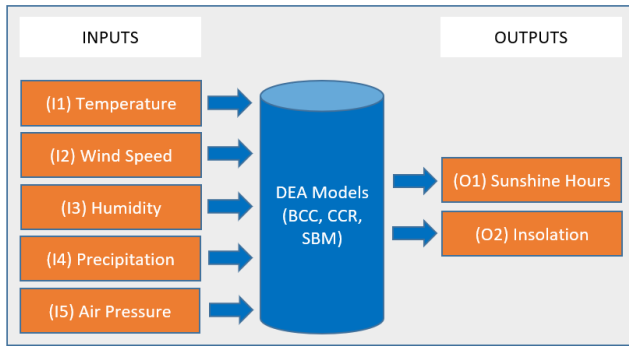 INPUTS
OUTPUTS
(I1) Temperature
(I2) Wind Speed
(I3) Humidity
(I4) Precipitation
(I5) Air Pressure
DEA Models
(BCC, CCR,
SBM)
(O1) Sunshine Hours
(O2) Insolation